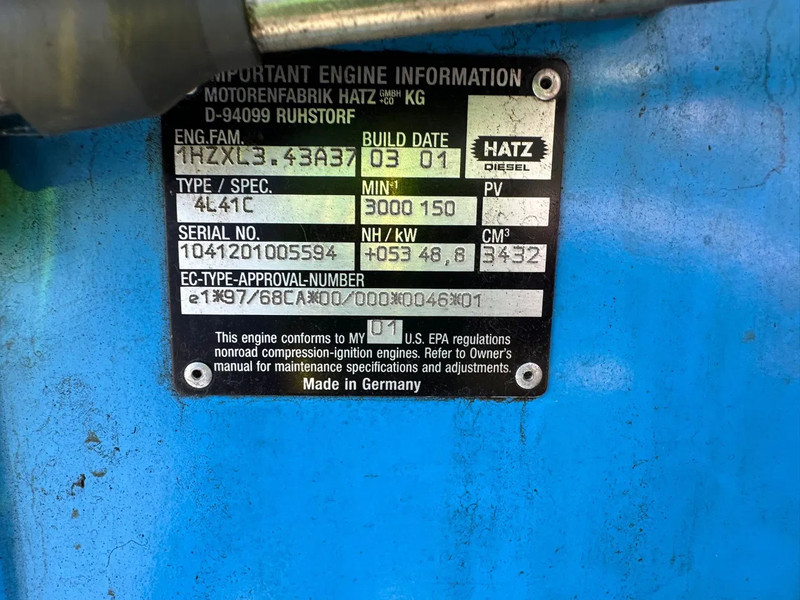 IMPORTANT ENGINE INFORMATION
MOTORENFABRIK HATZ GMBH +CO KG
D-94099 RUHSTORF
ENG.FAM. BUILD DATE
1HZXL3.43A37 03 01
HATZ
DIESEL
TYPE / SPEC. MIN-1 PV
4L41C 3000 150
SERIAL NO. NH / kW CM³
1041201005594 +053 48,8 3432
EC-TYPE-APPROVAL-NUMBER
e1*97/68CA*00/000*0046*01
This engine conforms to MY 01 U.S. EPA regulations
nonroad compression-ignition engines. Refer to Owner's
manual for maintenance specifications and adjustments.
Made in Germany